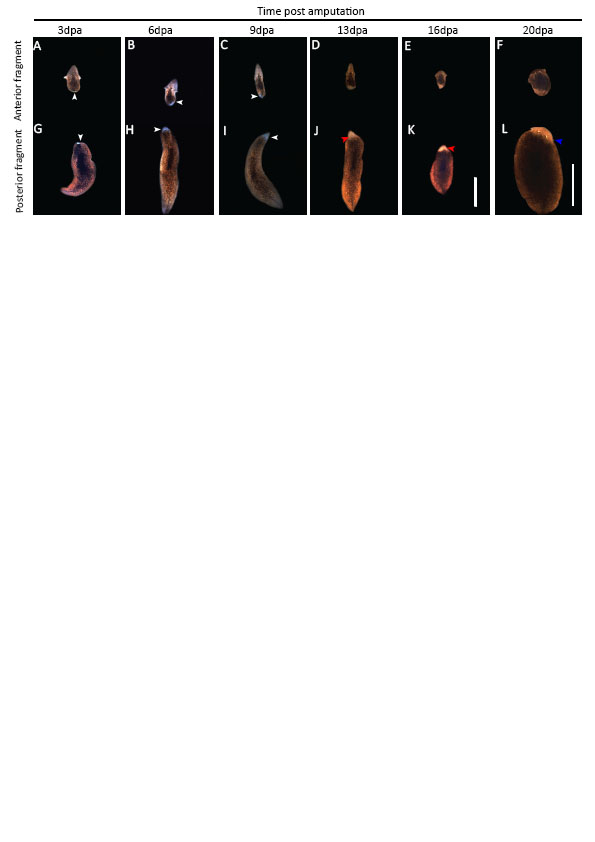 Time post amputation
3dpa 6dpa 9dpa 13dpa 16dpa 20dpa
Anterior fragment
A B C D E F
Posterior fragment
G H I J K L